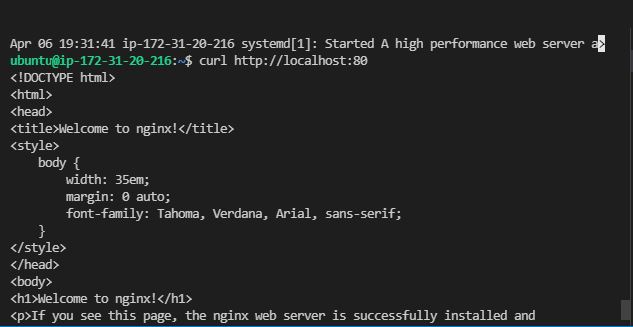 Apr 06 19:31:41 ip-172-31-20-216 systemd[1]: Started A high performance web server a>
ubuntu@ip-172-31-20-216:~$ curl http://localhost:80
<!DOCTYPE html>
<html>
<head>
<title>Welcome to nginx!</title>
<style>
    body {
        width: 35em;
        margin: 0 auto;
        font-family: Tahoma, Verdana, Arial, sans-serif;
    }
</style>
</head>
<body>
<h1>Welcome to nginx!</h1>
<p>If you see this page, the nginx web server is successfully installed and